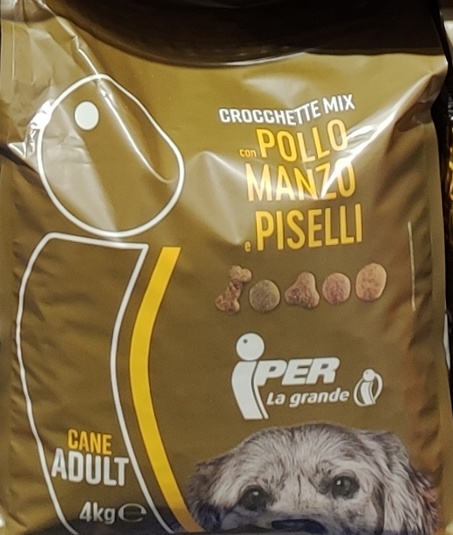 CROCCHETTE MIX
con POLLO
MANZO
e PISELLI
iPER
La grande i
CANE
ADULT
4kg e